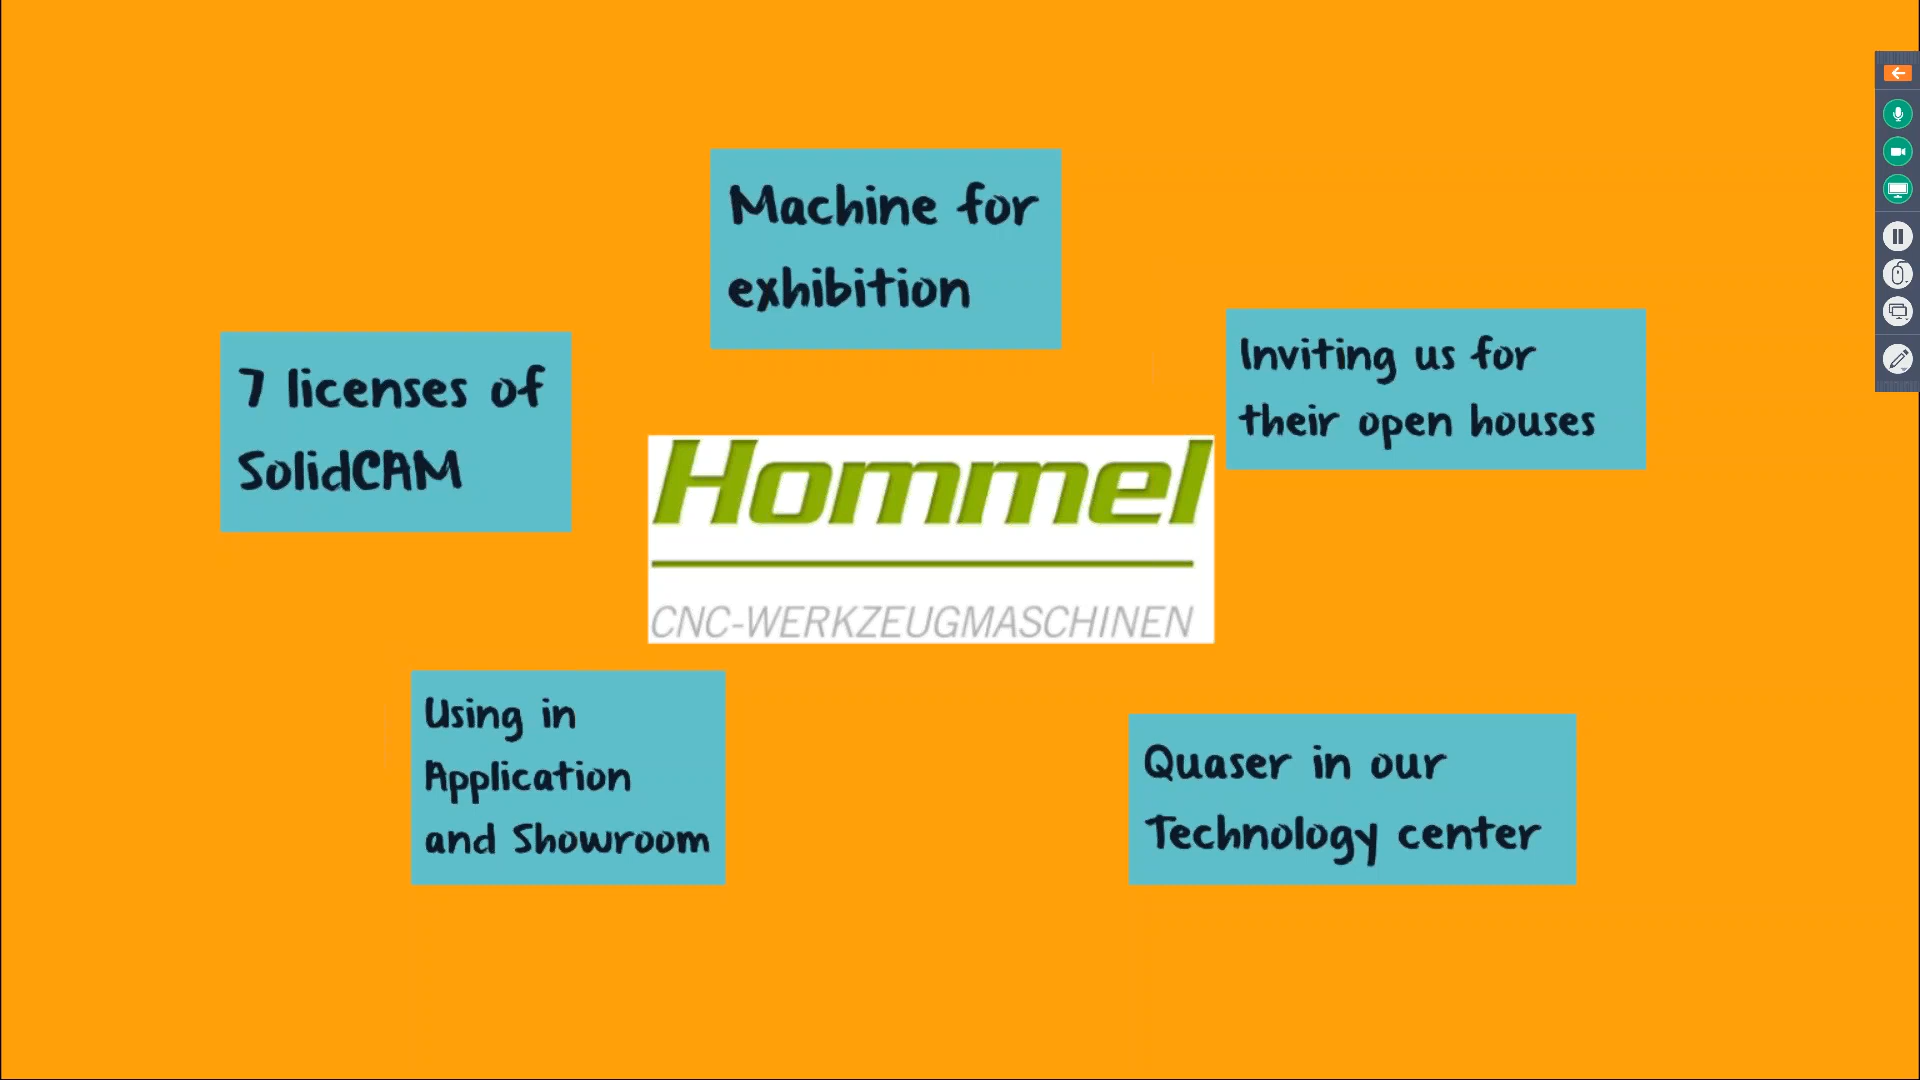 Machine for
exhibition
7 licenses of
SolidCAM
Inviting us for
their open houses
Hommel
CNC-WERKZEUGMASCHINEN
Using in
Application
and Showroom
Quaser in our
Technology center